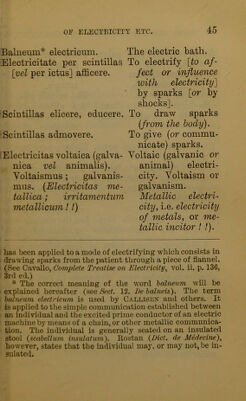 OF ELECTRICITY ETC. 45
Balneum* electricum. The electric bath.
Electricitate per scintillas To electrify [to af-
[vel per ictus] afficere. fect or influence
with electricity]
by sparks [or by
shocks].
Scintillas elicere, educere. To draw sparks
(from the body).
Scintillas admovere. To give (or commu-
nicate) sparks.
Electricitas voltaica (galva- Voltaic (galvanic or
nica vel animalis). animal) electri-
Voltaismus; galvanis- city. Voltaism or
mus. (Electricitas me- galvanism.
tallica; irritamentum Metallic electri-
metallicum ! !) city, i.e. electricity
of metals, or me-
tallic incitor ! !).
has been applied to a mode of electrifying which consists in
drawing sparks from the patient through a piece of flannel.
(See Cavallo, Complete Treatise on Electricity, vol. ii. p. 136,
3rd ed.)
* The correct meaning of the word balneum will be
explained hereafter (see Sect. 12. De balneis). The term
balneum electricum is used by CALLISEN and others. It
is applied to the simple communication established between
an individual and the excited prime conductor of an electric
machine by means of a chain, or other metallic communica-
tion. The individual is generally seated on an insulated
stool (scabellum insulatum). Rostan (Dict. de Médecine),
however, states that the individual may, or may not, be in-
sulated.